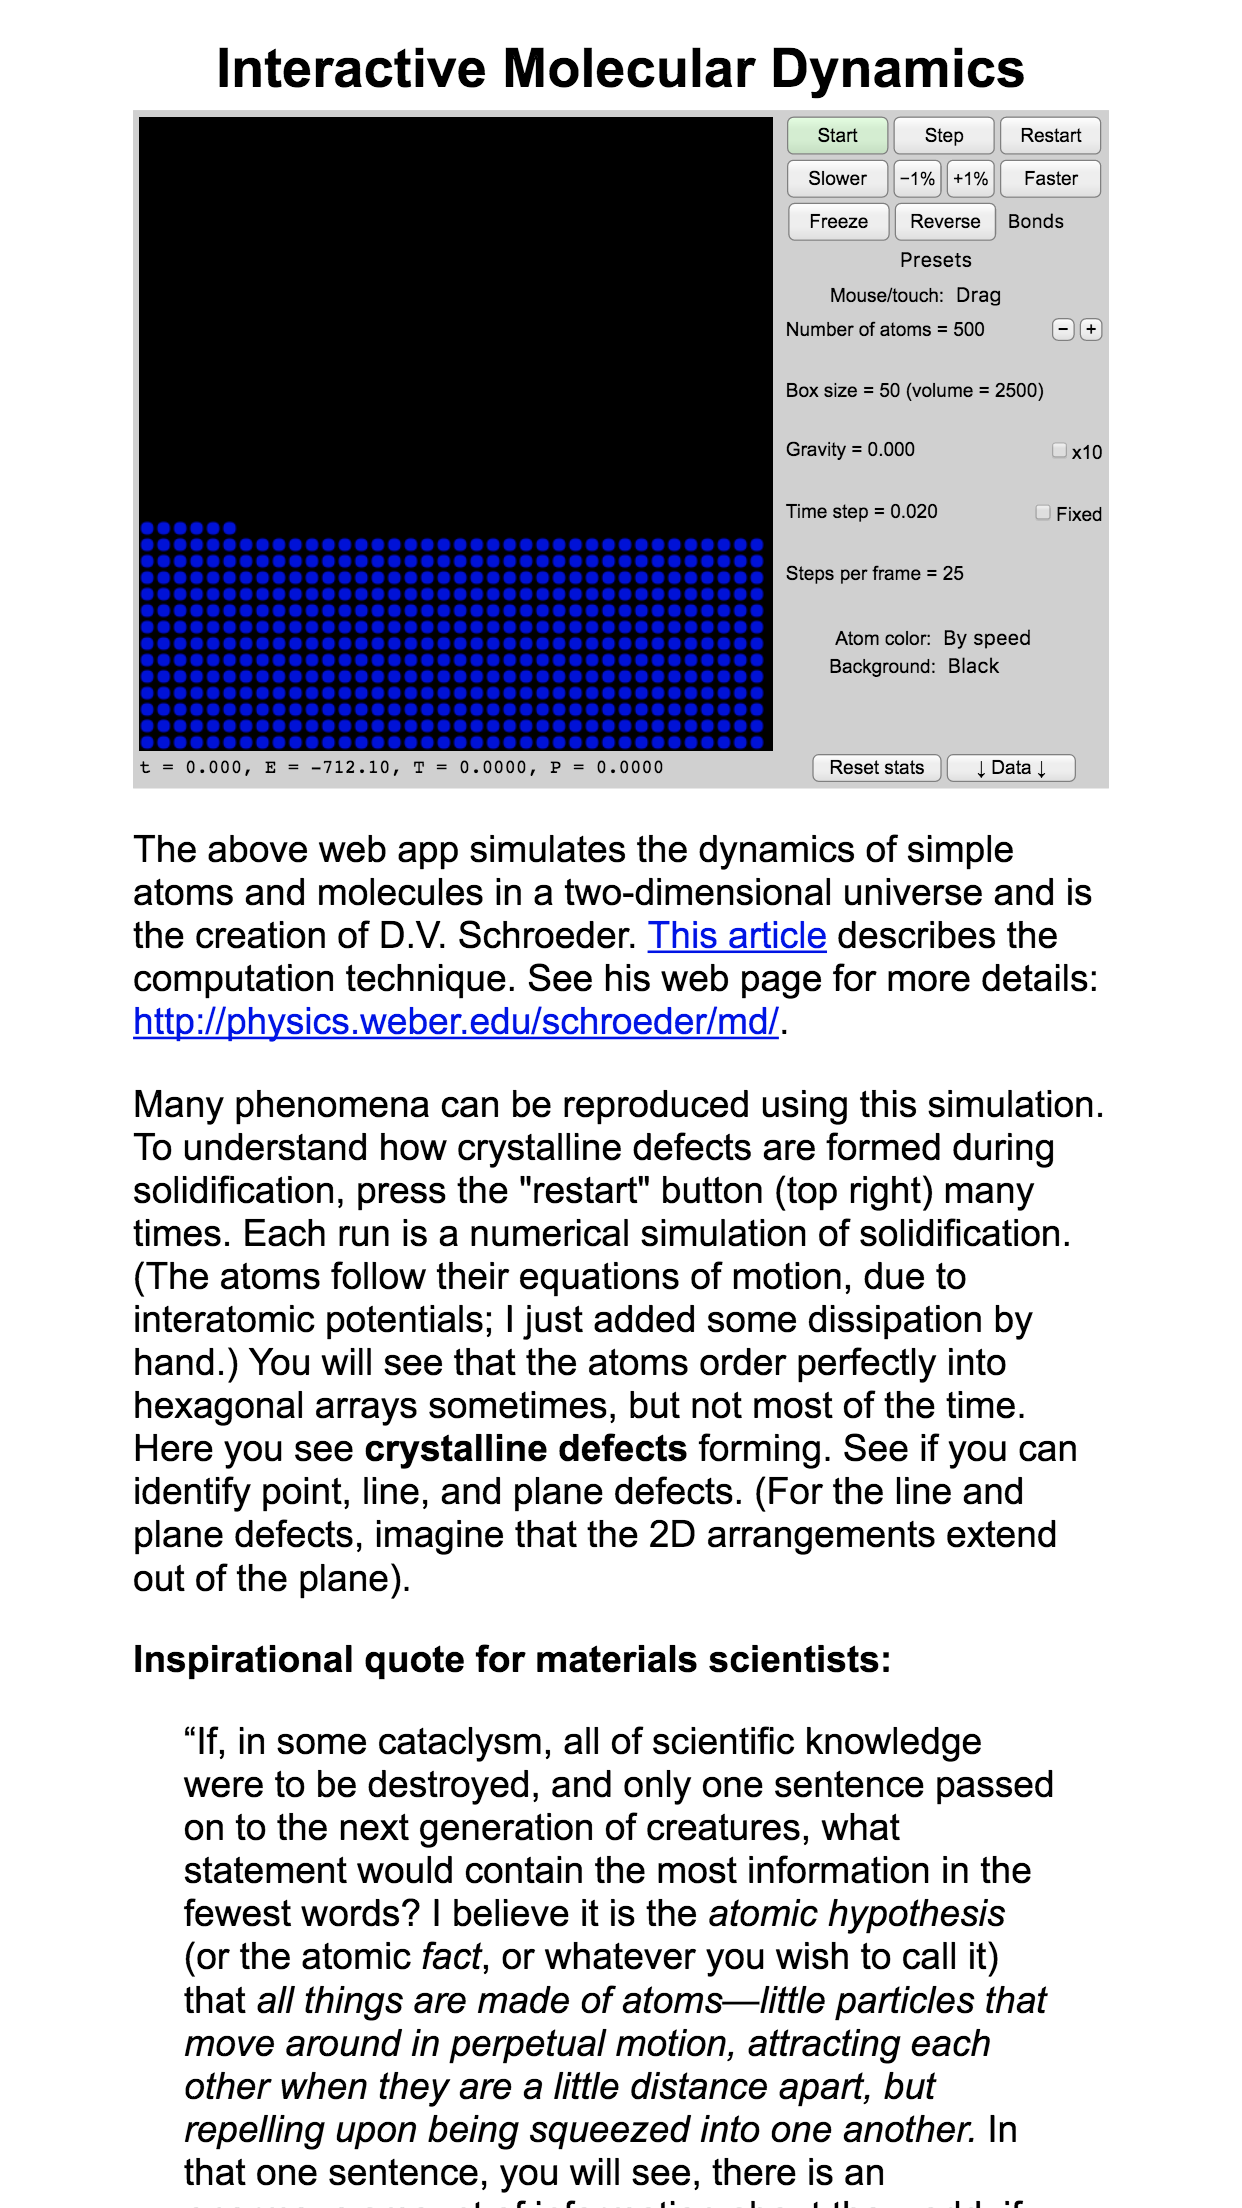 Interactive Molecular Dynamics
Start Step Restart
Slower −1% +1% Faster
Freeze Reverse Bonds
Presets
Mouse/touch: Drag
Number of atoms = 500 − +
Box size = 50 (volume = 2500)
Gravity = 0.000 x10
Time step = 0.020 Fixed
Steps per frame = 25
Atom color: By speed
Background: Black
t = 0.000, E = -712.10, T = 0.0000, P = 0.0000
Reset stats ↓ Data ↓
The above web app simulates the dynamics of simple
atoms and molecules in a two-dimensional universe and is
the creation of D.V. Schroeder. This article describes the
computation technique. See his web page for more details:
http://physics.weber.edu/schroeder/md/.
Many phenomena can be reproduced using this simulation.
To understand how crystalline defects are formed during
solidification, press the "restart" button (top right) many
times. Each run is a numerical simulation of solidification.
(The atoms follow their equations of motion, due to
interatomic potentials; I just added some dissipation by
hand.) You will see that the atoms order perfectly into
hexagonal arrays sometimes, but not most of the time.
Here you see crystalline defects forming. See if you can
identify point, line, and plane defects. (For the line and
plane defects, imagine that the 2D arrangements extend
out of the plane).
Inspirational quote for materials scientists:
“If, in some cataclysm, all of scientific knowledge
were to be destroyed, and only one sentence passed
on to the next generation of creatures, what
statement would contain the most information in the
fewest words? I believe it is the atomic hypothesis
(or the atomic fact, or whatever you wish to call it)
that all things are made of atoms—little particles that
move around in perpetual motion, attracting each
other when they are a little distance apart, but
repelling upon being squeezed into one another. In
that one sentence, you will see, there is an